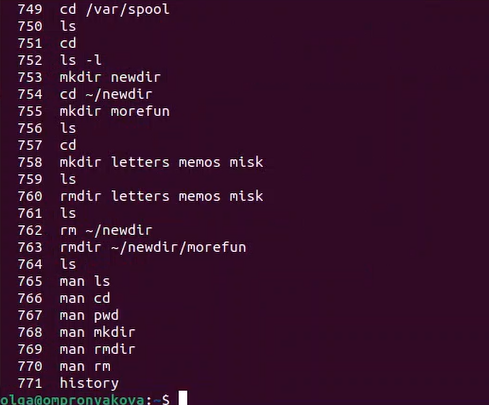 749 cd /var/spool
750 ls
751 cd
752 ls -l
753 mkdir newdir
754 cd ~/newdir
755 mkdir morefun
756 ls
757 cd
758 mkdir letters memos misk
759 ls
760 rmdir letters memos misk
761 ls
762 rm ~/newdir
763 rmdir ~/newdir/morefun
764 ls
765 man ls
766 man cd
767 man pwd
768 man mkdir
769 man rmdir
770 man rm
771 history
olga@ompronyakova:~$